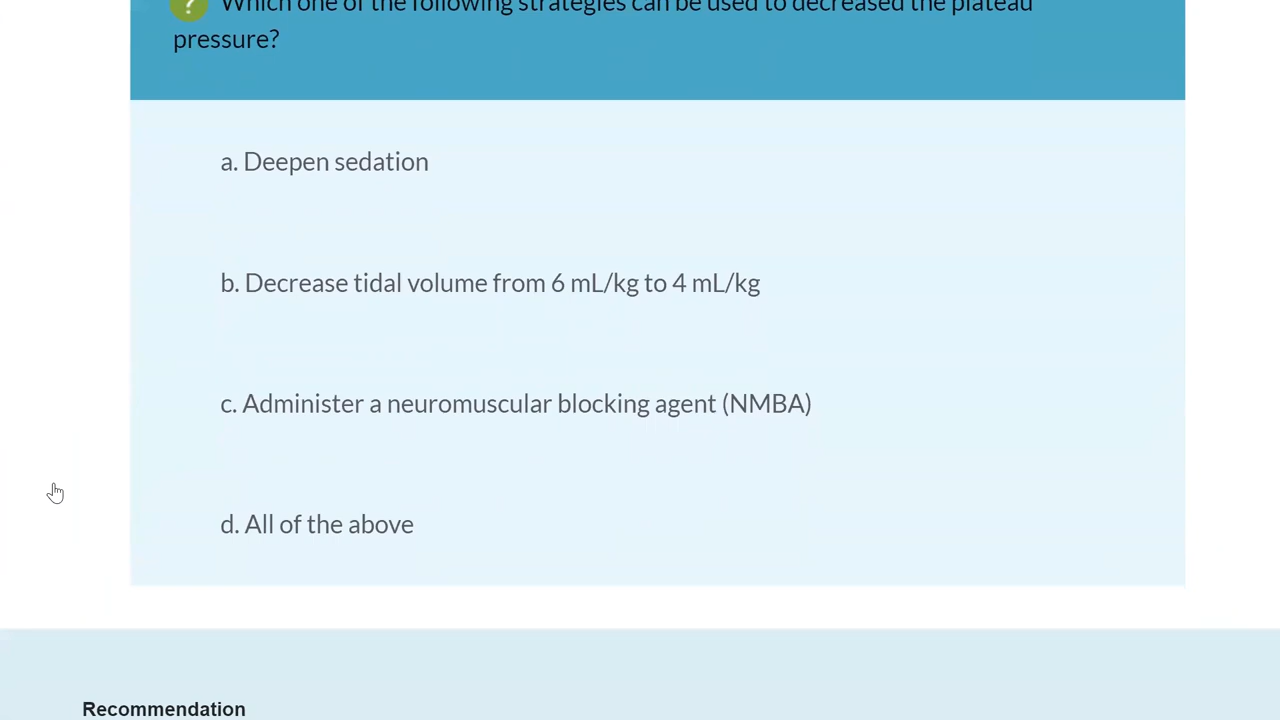 ? Which one of the following strategies can be used to decreased the plateau
pressure?
a. Deepen sedation
b. Decrease tidal volume from 6 mL/kg to 4 mL/kg
c. Administer a neuromuscular blocking agent (NMBA)
d. All of the above
Recommendation